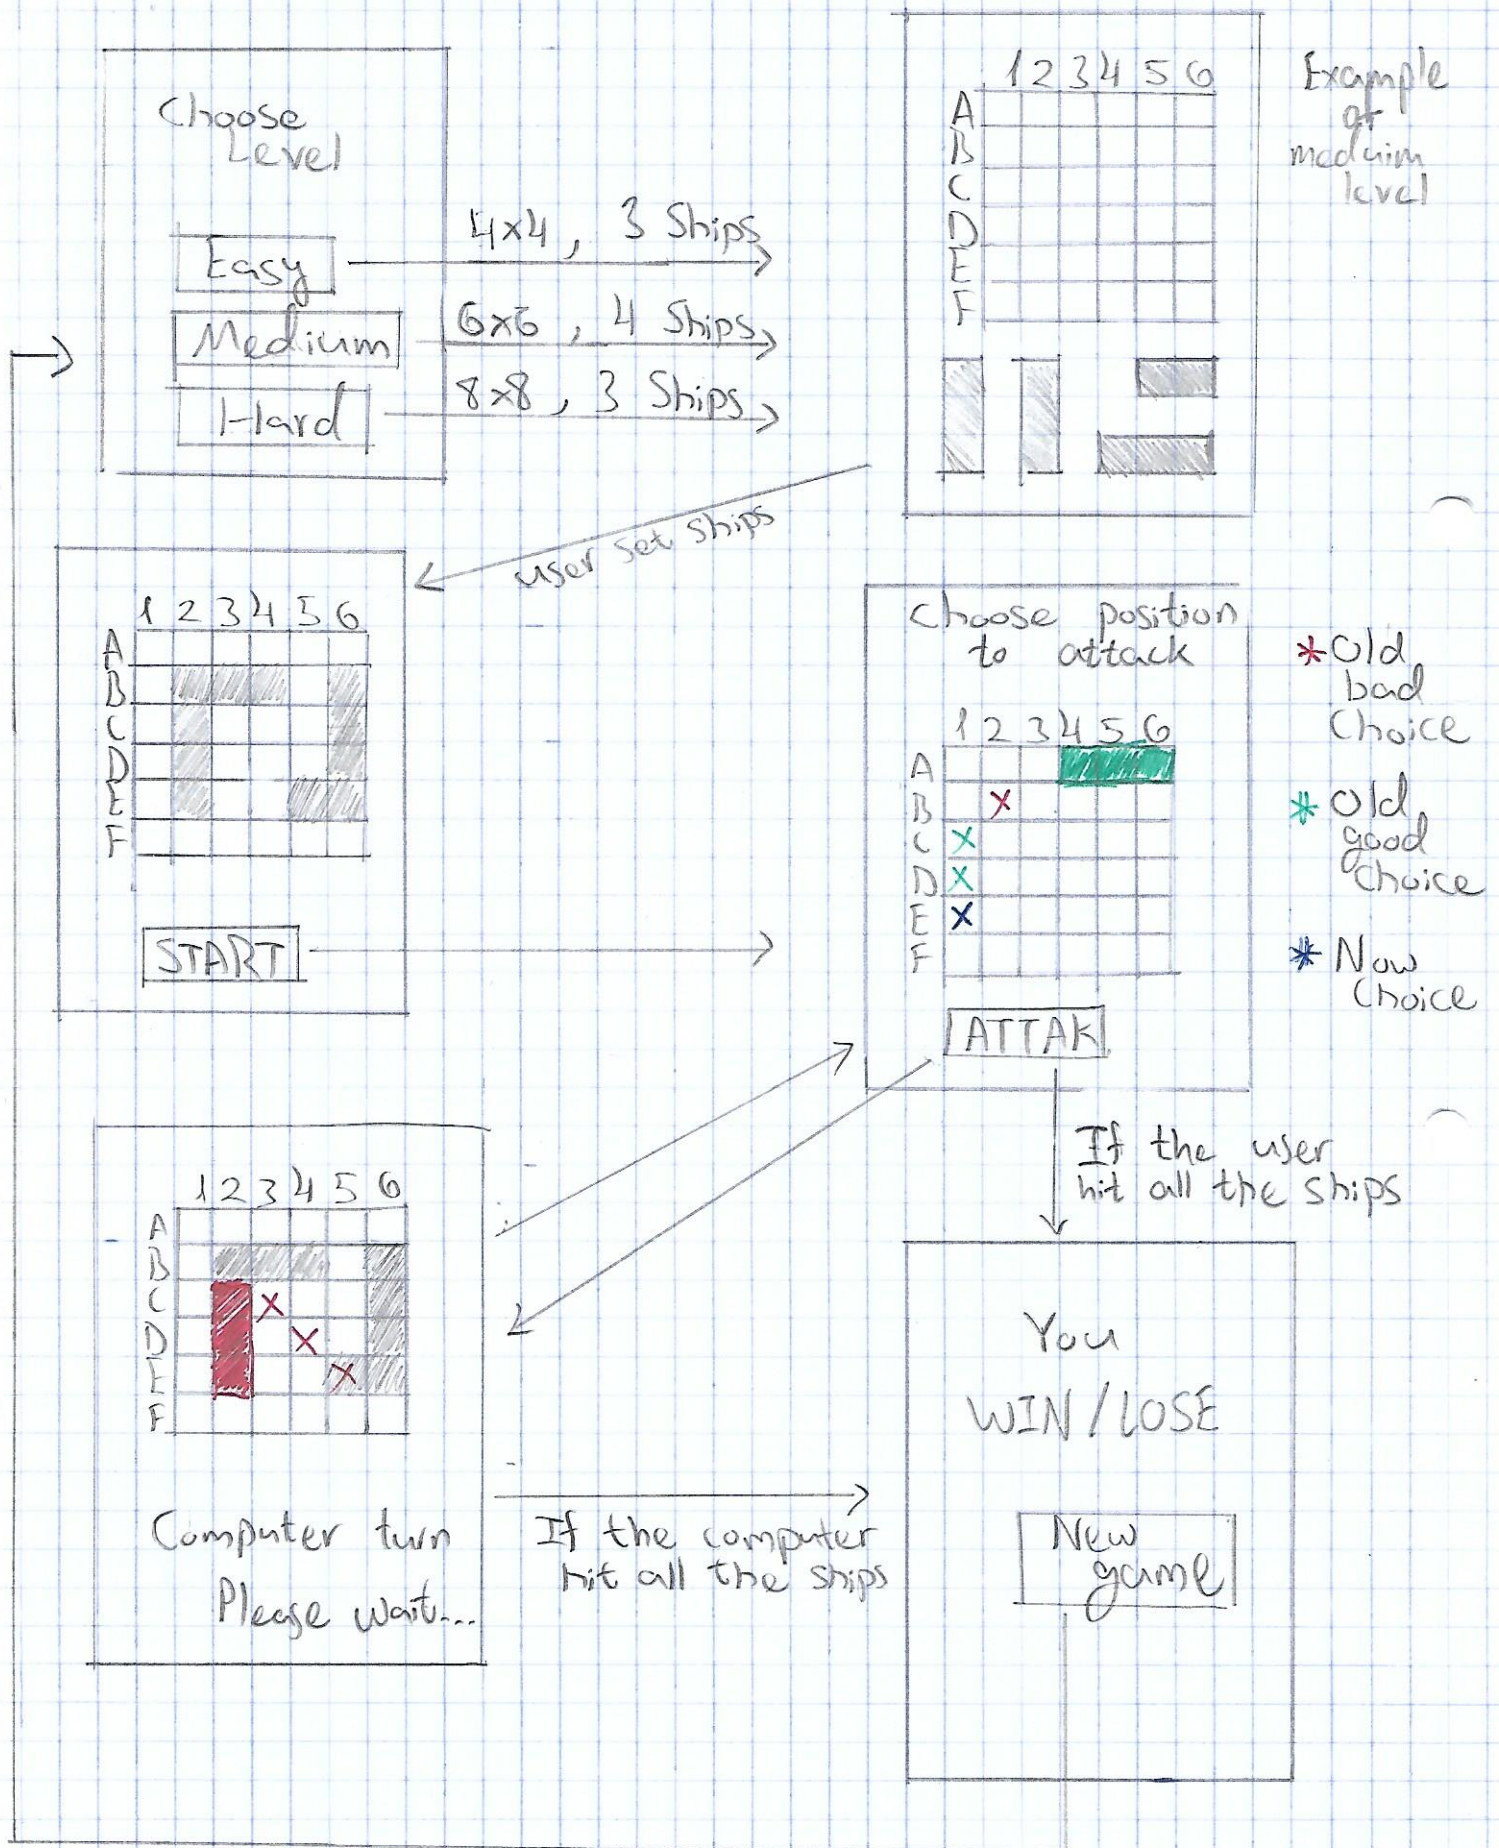 Choose
Level
Easy
Medium
Hard
4x4, 3 Ships
6x6, 4 Ships
8x8, 3 Ships
1 2 3 4 5 6
A
B
C
D
E
F
Example
of
meduim
level
user set ships
1 2 3 4 5 6
A
B
C
D
E
F
START
Choose position
to attack
1 2 3 4 5 6
A
B
C
D
E
F
ATTAK
* Old
bad
Choice
* Old
good
Choice
* Now
Choice
If the user
hit all the ships
1 2 3 4 5 6
A
B
C
D
E
F
Computer turn
Please wait...
If the computer
hit all the ships
You
WIN / LOSE
New
game